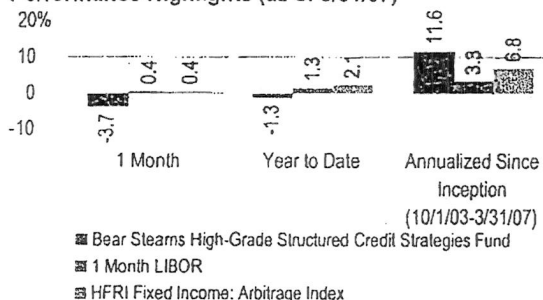 20%
11.6
3.3
6.8
10
0.4
0.4
1.3
2.1
0
-10
-3.7
-1.3
1 Month
Year to Date
Annualized Since
Inception
(10/1/03-3/31/07)
Bear Stearns High-Grade Structured Credit Strategies Fund
1 Month LIBOR
HFRI Fixed Income: Arbitrage Index